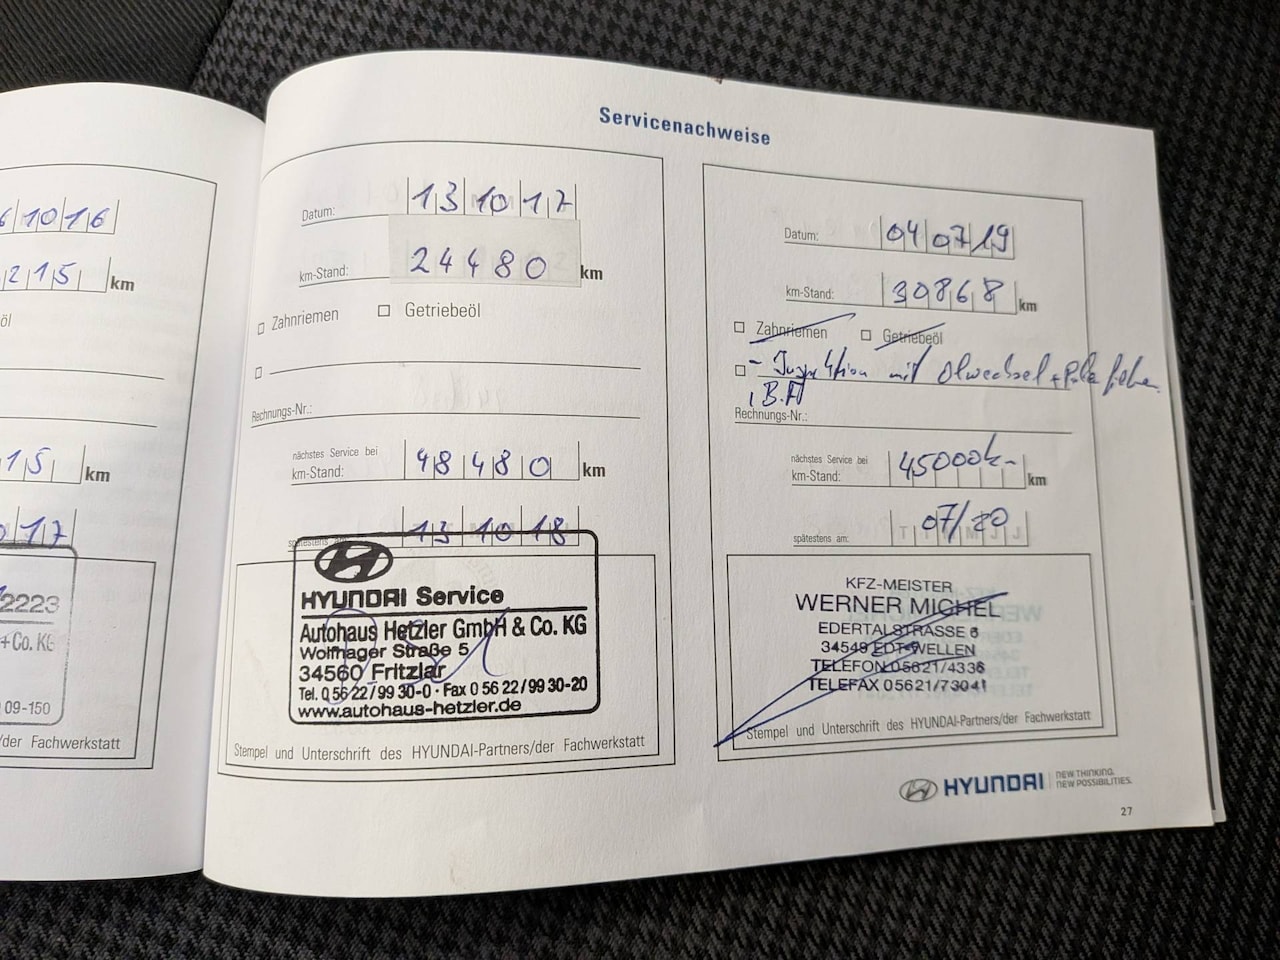 Servicenachweise
10 16
215 km
öl
15 km
17
2223
+Co. KG
09-150
/der Fachwerkstatt
Datum: 13 10 17
km-Stand: 24480 km
Zahnriemen Getriebeöl
Rechnungs-Nr.:
nächstes Service bei
km-Stand: 48480 km
spätestens am: 13 10 18
HYUNDAI Service
Autohaus Hetzler GmbH & Co. KG
Wolfhager Straße 5
34560 Fritzlar
Tel. 0 56 22 / 99 30-0 · Fax 0 56 22 / 99 30-20
www.autohaus-hetzler.de
Stempel und Unterschrift des HYUNDAI-Partners/der Fachwerkstatt
Datum: 04 07 19
km-Stand: 30868 km
Zahnriemen Getriebeöl
- Inspektion mit Ölwechsel +
Rechnungs-Nr.:
nächstes Service bei
km-Stand: 45000 km
spätestens am: 07/20
KFZ-MEISTER
WERNER MICHEL
EDERTALSTRASSE 6
34549 EDT-WELLEN
TELEFON 05621/4336
TELEFAX 05621/73041
Stempel und Unterschrift des HYUNDAI-Partners/der Fachwerkstatt
HYUNDAI NEW THINKING.
NEW POSSIBILITIES.
27